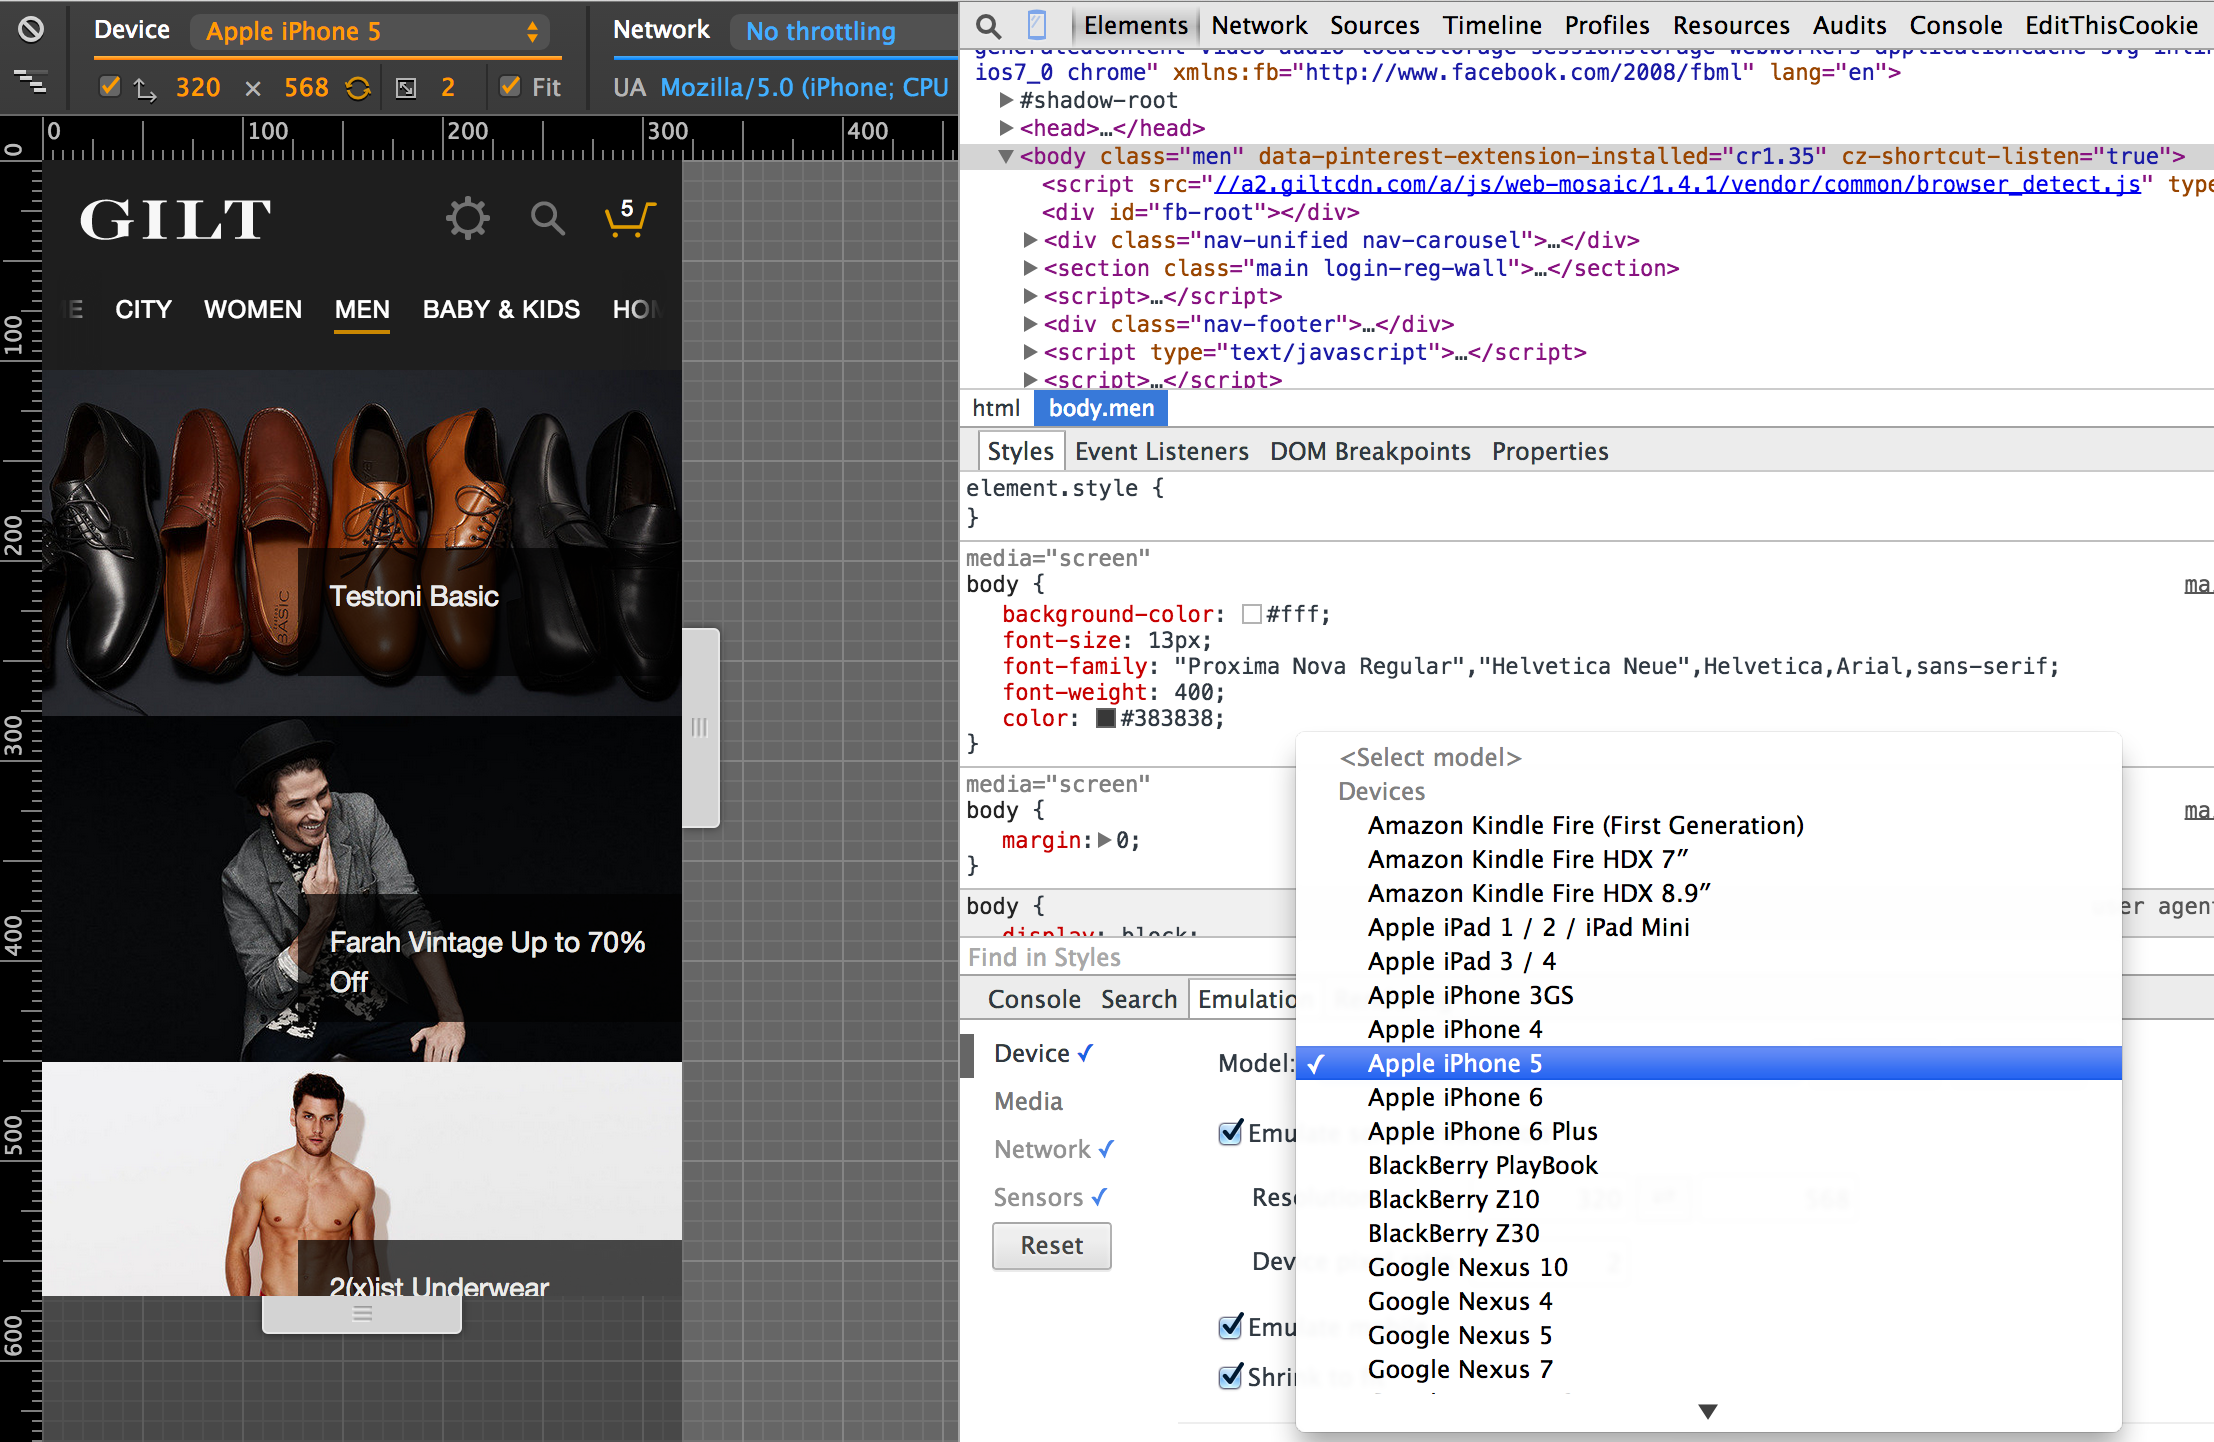 Device Apple iPhone 5
320 × 568 2 Fit
Network No throttling
UA Mozilla/5.0 (iPhone; CPU
0 100 200 300 400
0
100
200
300
400
500
600
GILT
5
CITY WOMEN MEN BABY & KIDS
BASIC
Testoni Basic
Farah Vintage Up to 70%
Off
2(x)ist Underwear
Elements Network Sources Timeline Profiles Resources Audits Console EditThisCookie
ios7_0 chrome" xmlns:fb="http://www.facebook.com/2008/fbml" lang="en">
▶#shadow-root
▶<head>…</head>
▼<body class="men" data-pinterest-extension-installed="cr1.35" cz-shortcut-listen="true">
<script src="//a2.giltcdn.com/a/js/web-mosaic/1.4.1/vendor/common/browser_detect.js" type
<div id="fb-root"></div>
▶<div class="nav-unified nav-carousel">…</div>
▶<section class="main login-reg-wall">…</section>
▶<script>…</script>
▶<div class="nav-footer">…</div>
▶<script type="text/javascript">…</script>
▶<script>…</script>
html body.men
Styles Event Listeners DOM Breakpoints Properties
element.style {
}
media="screen"
body { ma
background-color: #fff;
font-size: 13px;
font-family: "Proxima Nova Regular","Helvetica Neue",Helvetica,Arial,sans-serif;
font-weight: 400;
color: #383838;
}
media="screen"
body { ma
margin:▶0;
}
body { agen
display: block;
Find in Styles
Console Search Emulatio
Device ✓
Media
Network ✓
Sensors ✓
Reset
Model:
Emu
Res
Dev
Emu
Shri
<Select model>
Devices
Amazon Kindle Fire (First Generation)
Amazon Kindle Fire HDX 7″
Amazon Kindle Fire HDX 8.9″
Apple iPad 1 / 2 / iPad Mini
Apple iPad 3 / 4
Apple iPhone 3GS
Apple iPhone 4
✓ Apple iPhone 5
Apple iPhone 6
Apple iPhone 6 Plus
BlackBerry PlayBook
BlackBerry Z10
BlackBerry Z30
Google Nexus 10
Google Nexus 4
Google Nexus 5
Google Nexus 7